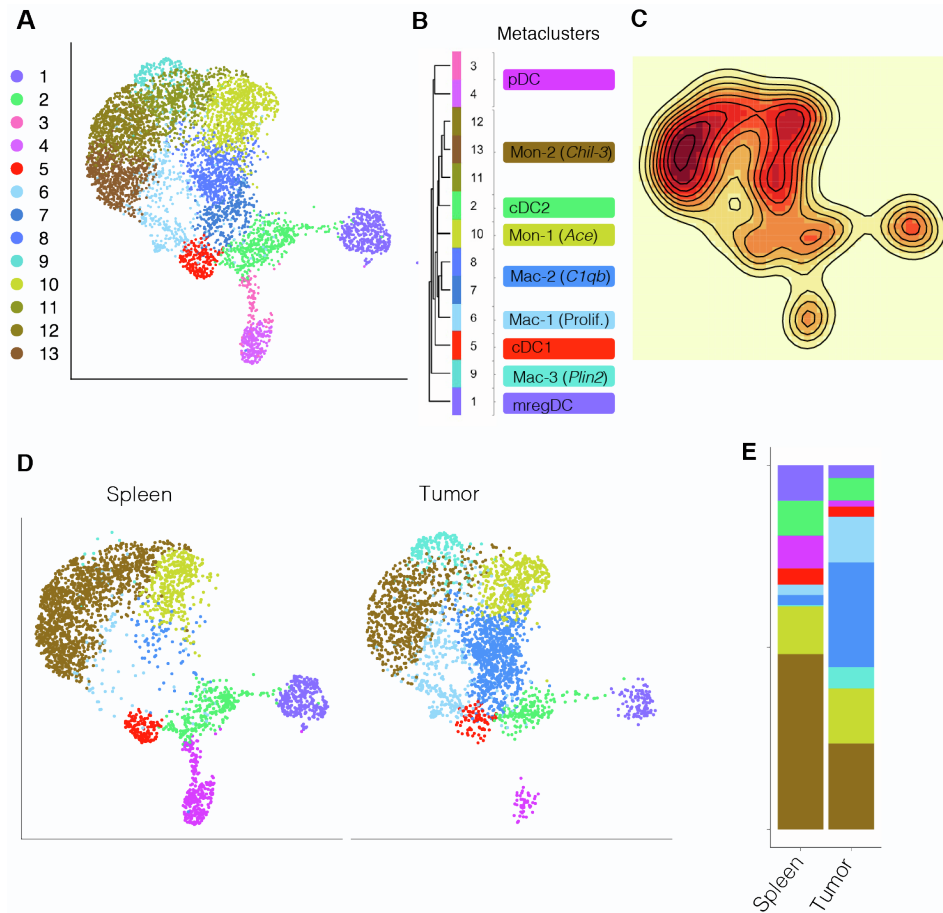 A
1
2
3
4
5
6
7
8
9
10
11
12
13
B
Metaclusters
3
4
12
13
11
2
10
8
7
6
5
9
1
pDC
Mon-2 (Chil-3)
cDC2
Mon-1 (Ace)
Mac-2 (C1qb)
Mac-1 (Prolif.)
cDC1
Mac-3 (Plin2)
mregDC
C
D
Spleen
Tumor
E
Spleen
Tumor